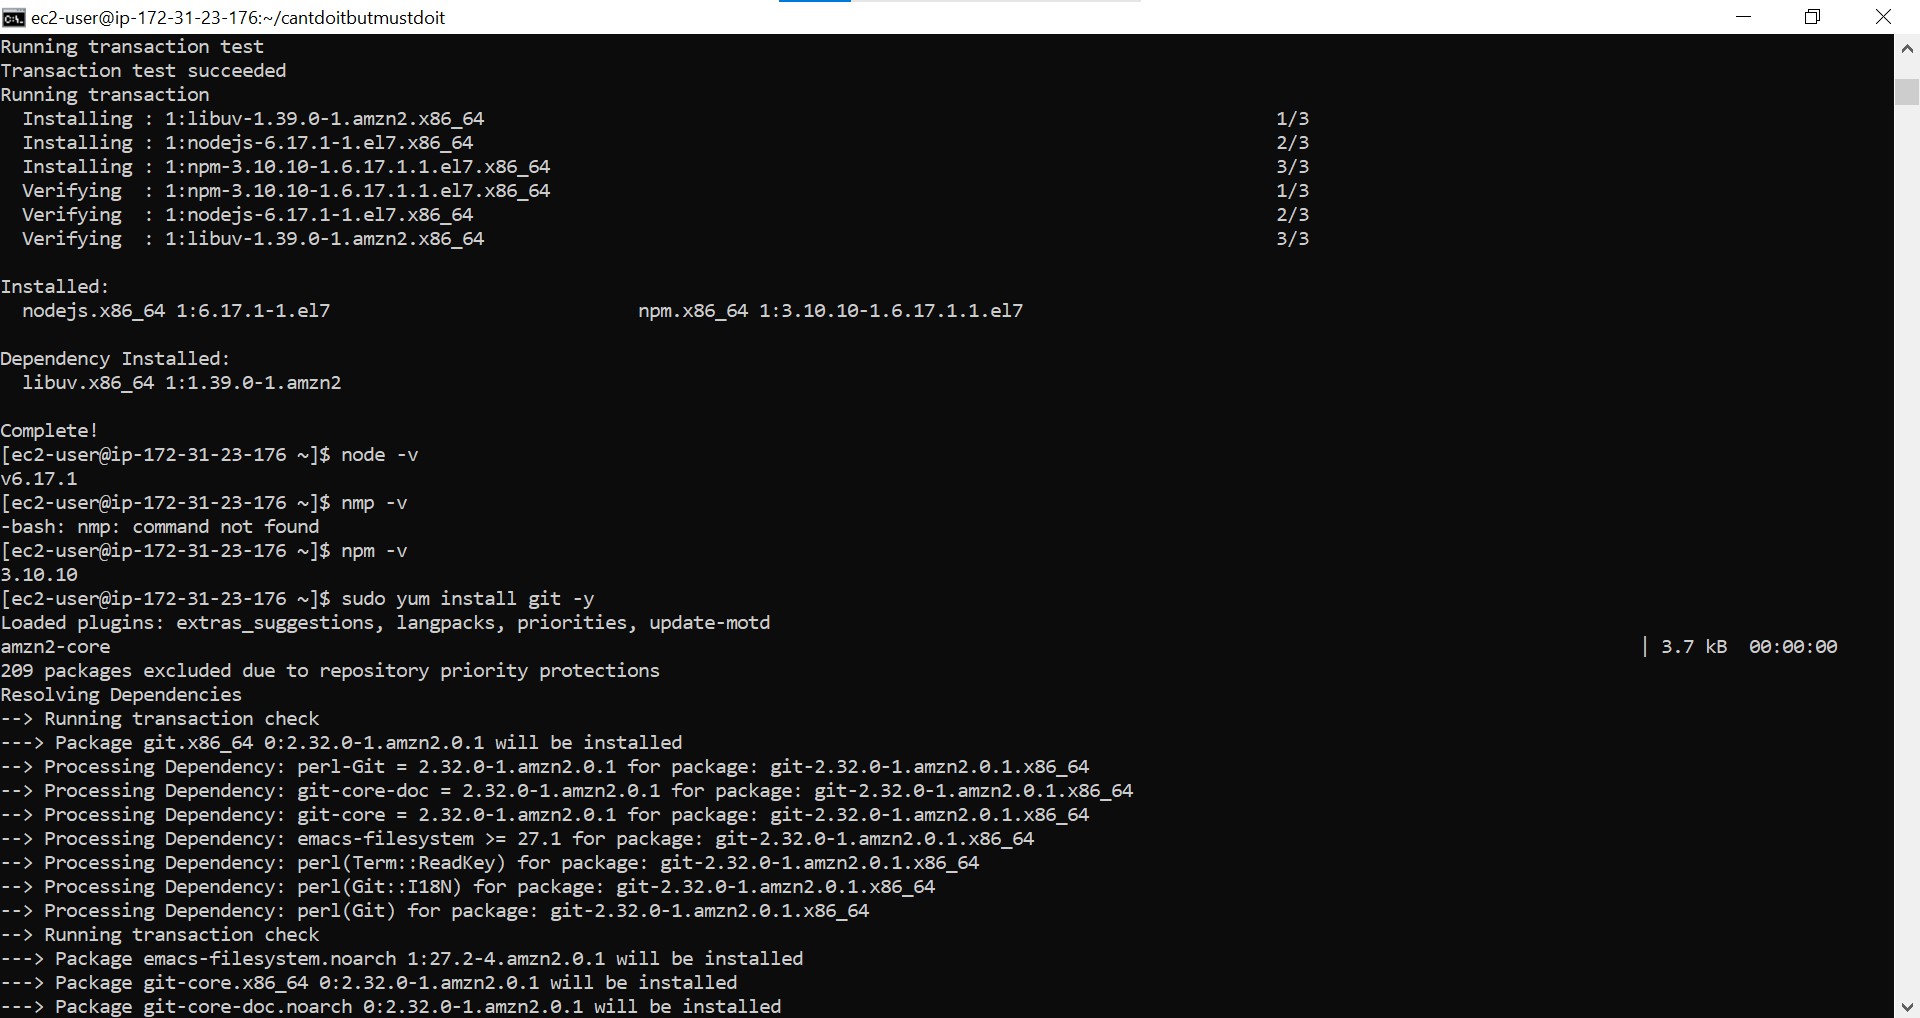 ec2-user@ip-172-31-23-176:~/cantdoitbutmustdoit
Running transaction test
Transaction test succeeded
Running transaction
  Installing : 1:libuv-1.39.0-1.amzn2.x86_64 1/3
  Installing : 1:nodejs-6.17.1-1.el7.x86_64 2/3
  Installing : 1:npm-3.10.10-1.6.17.1.1.el7.x86_64 3/3
  Verifying  : 1:npm-3.10.10-1.6.17.1.1.el7.x86_64 1/3
  Verifying  : 1:nodejs-6.17.1-1.el7.x86_64 2/3
  Verifying  : 1:libuv-1.39.0-1.amzn2.x86_64 3/3
Installed:
  nodejs.x86_64 1:6.17.1-1.el7 npm.x86_64 1:3.10.10-1.6.17.1.1.el7
Dependency Installed:
  libuv.x86_64 1:1.39.0-1.amzn2
Complete!
[ec2-user@ip-172-31-23-176 ~]$ node -v
v6.17.1
[ec2-user@ip-172-31-23-176 ~]$ nmp -v
-bash: nmp: command not found
[ec2-user@ip-172-31-23-176 ~]$ npm -v
3.10.10
[ec2-user@ip-172-31-23-176 ~]$ sudo yum install git -y
Loaded plugins: extras_suggestions, langpacks, priorities, update-motd
amzn2-core | 3.7 kB  00:00:00
209 packages excluded due to repository priority protections
Resolving Dependencies
--> Running transaction check
---> Package git.x86_64 0:2.32.0-1.amzn2.0.1 will be installed
--> Processing Dependency: perl-Git = 2.32.0-1.amzn2.0.1 for package: git-2.32.0-1.amzn2.0.1.x86_64
--> Processing Dependency: git-core-doc = 2.32.0-1.amzn2.0.1 for package: git-2.32.0-1.amzn2.0.1.x86_64
--> Processing Dependency: git-core = 2.32.0-1.amzn2.0.1 for package: git-2.32.0-1.amzn2.0.1.x86_64
--> Processing Dependency: emacs-filesystem >= 27.1 for package: git-2.32.0-1.amzn2.0.1.x86_64
--> Processing Dependency: perl(Term::ReadKey) for package: git-2.32.0-1.amzn2.0.1.x86_64
--> Processing Dependency: perl(Git::I18N) for package: git-2.32.0-1.amzn2.0.1.x86_64
--> Processing Dependency: perl(Git) for package: git-2.32.0-1.amzn2.0.1.x86_64
--> Running transaction check
---> Package emacs-filesystem.noarch 1:27.2-4.amzn2.0.1 will be installed
---> Package git-core.x86_64 0:2.32.0-1.amzn2.0.1 will be installed
---> Package git-core-doc.noarch 0:2.32.0-1.amzn2.0.1 will be installed